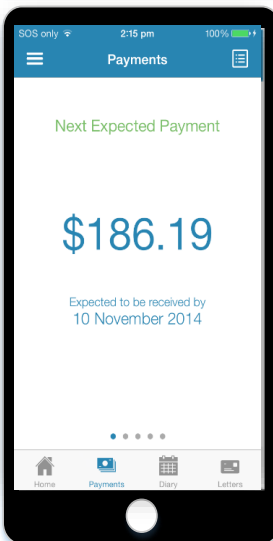 SOS only 2:15 pm 100%
Payments
Next Expected Payment
$186.19
Expected to be received by
10 November 2014
Home Payments Diary Letters